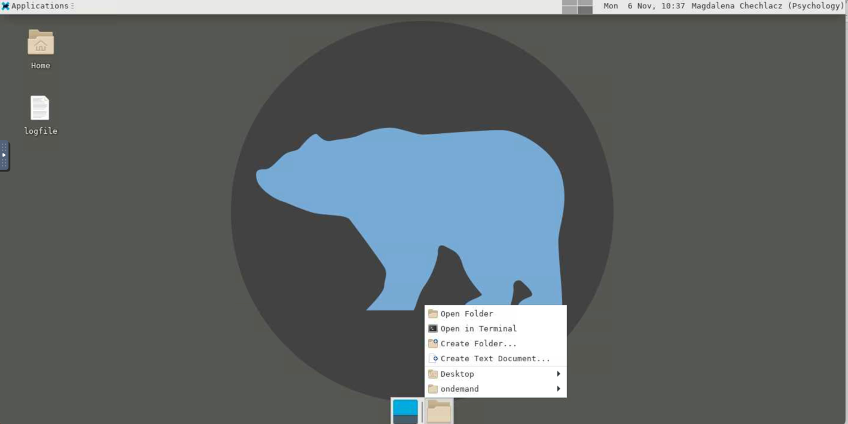 Applications
Mon 6 Nov, 10:37 Magdalena Chechlacz (Psychology)
Home
logfile
Open Folder
Open in Terminal
Create Folder...
Create Text Document...
Desktop
ondemand